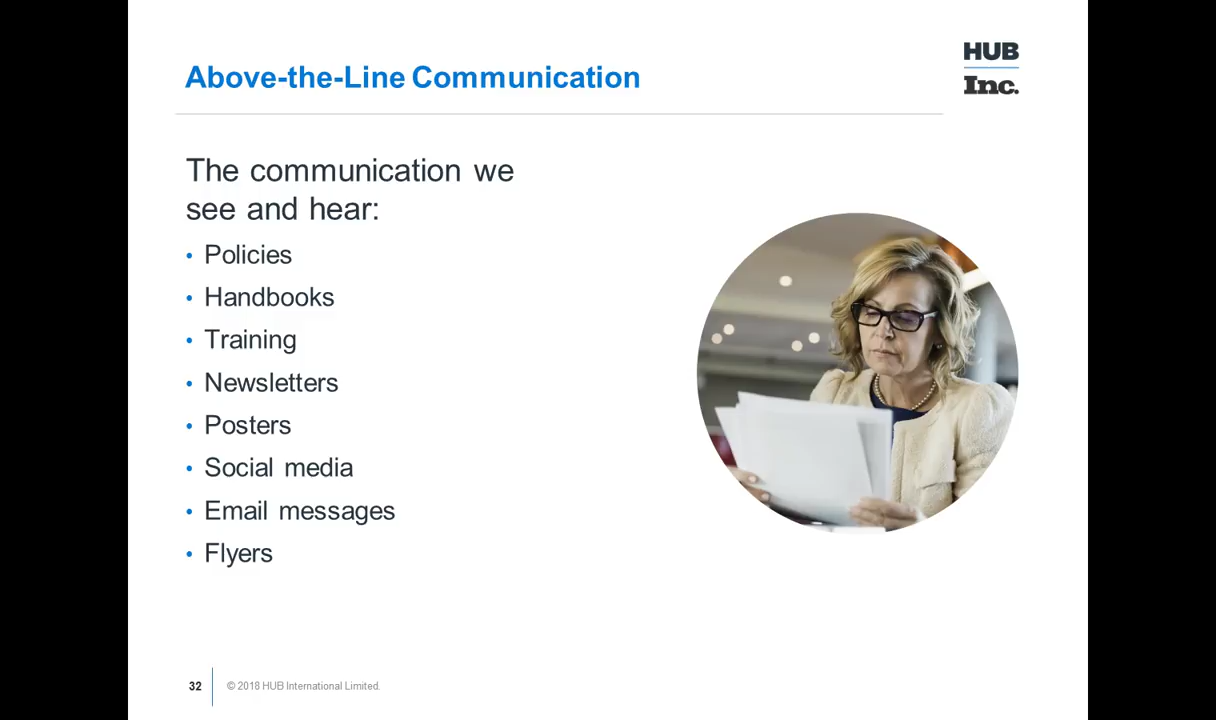 Above-the-Line Communication
HUB
Inc.
The communication we
see and hear:
• Policies
• Handbooks
• Training
• Newsletters
• Posters
• Social media
• Email messages
• Flyers
32
© 2018 HUB International Limited.